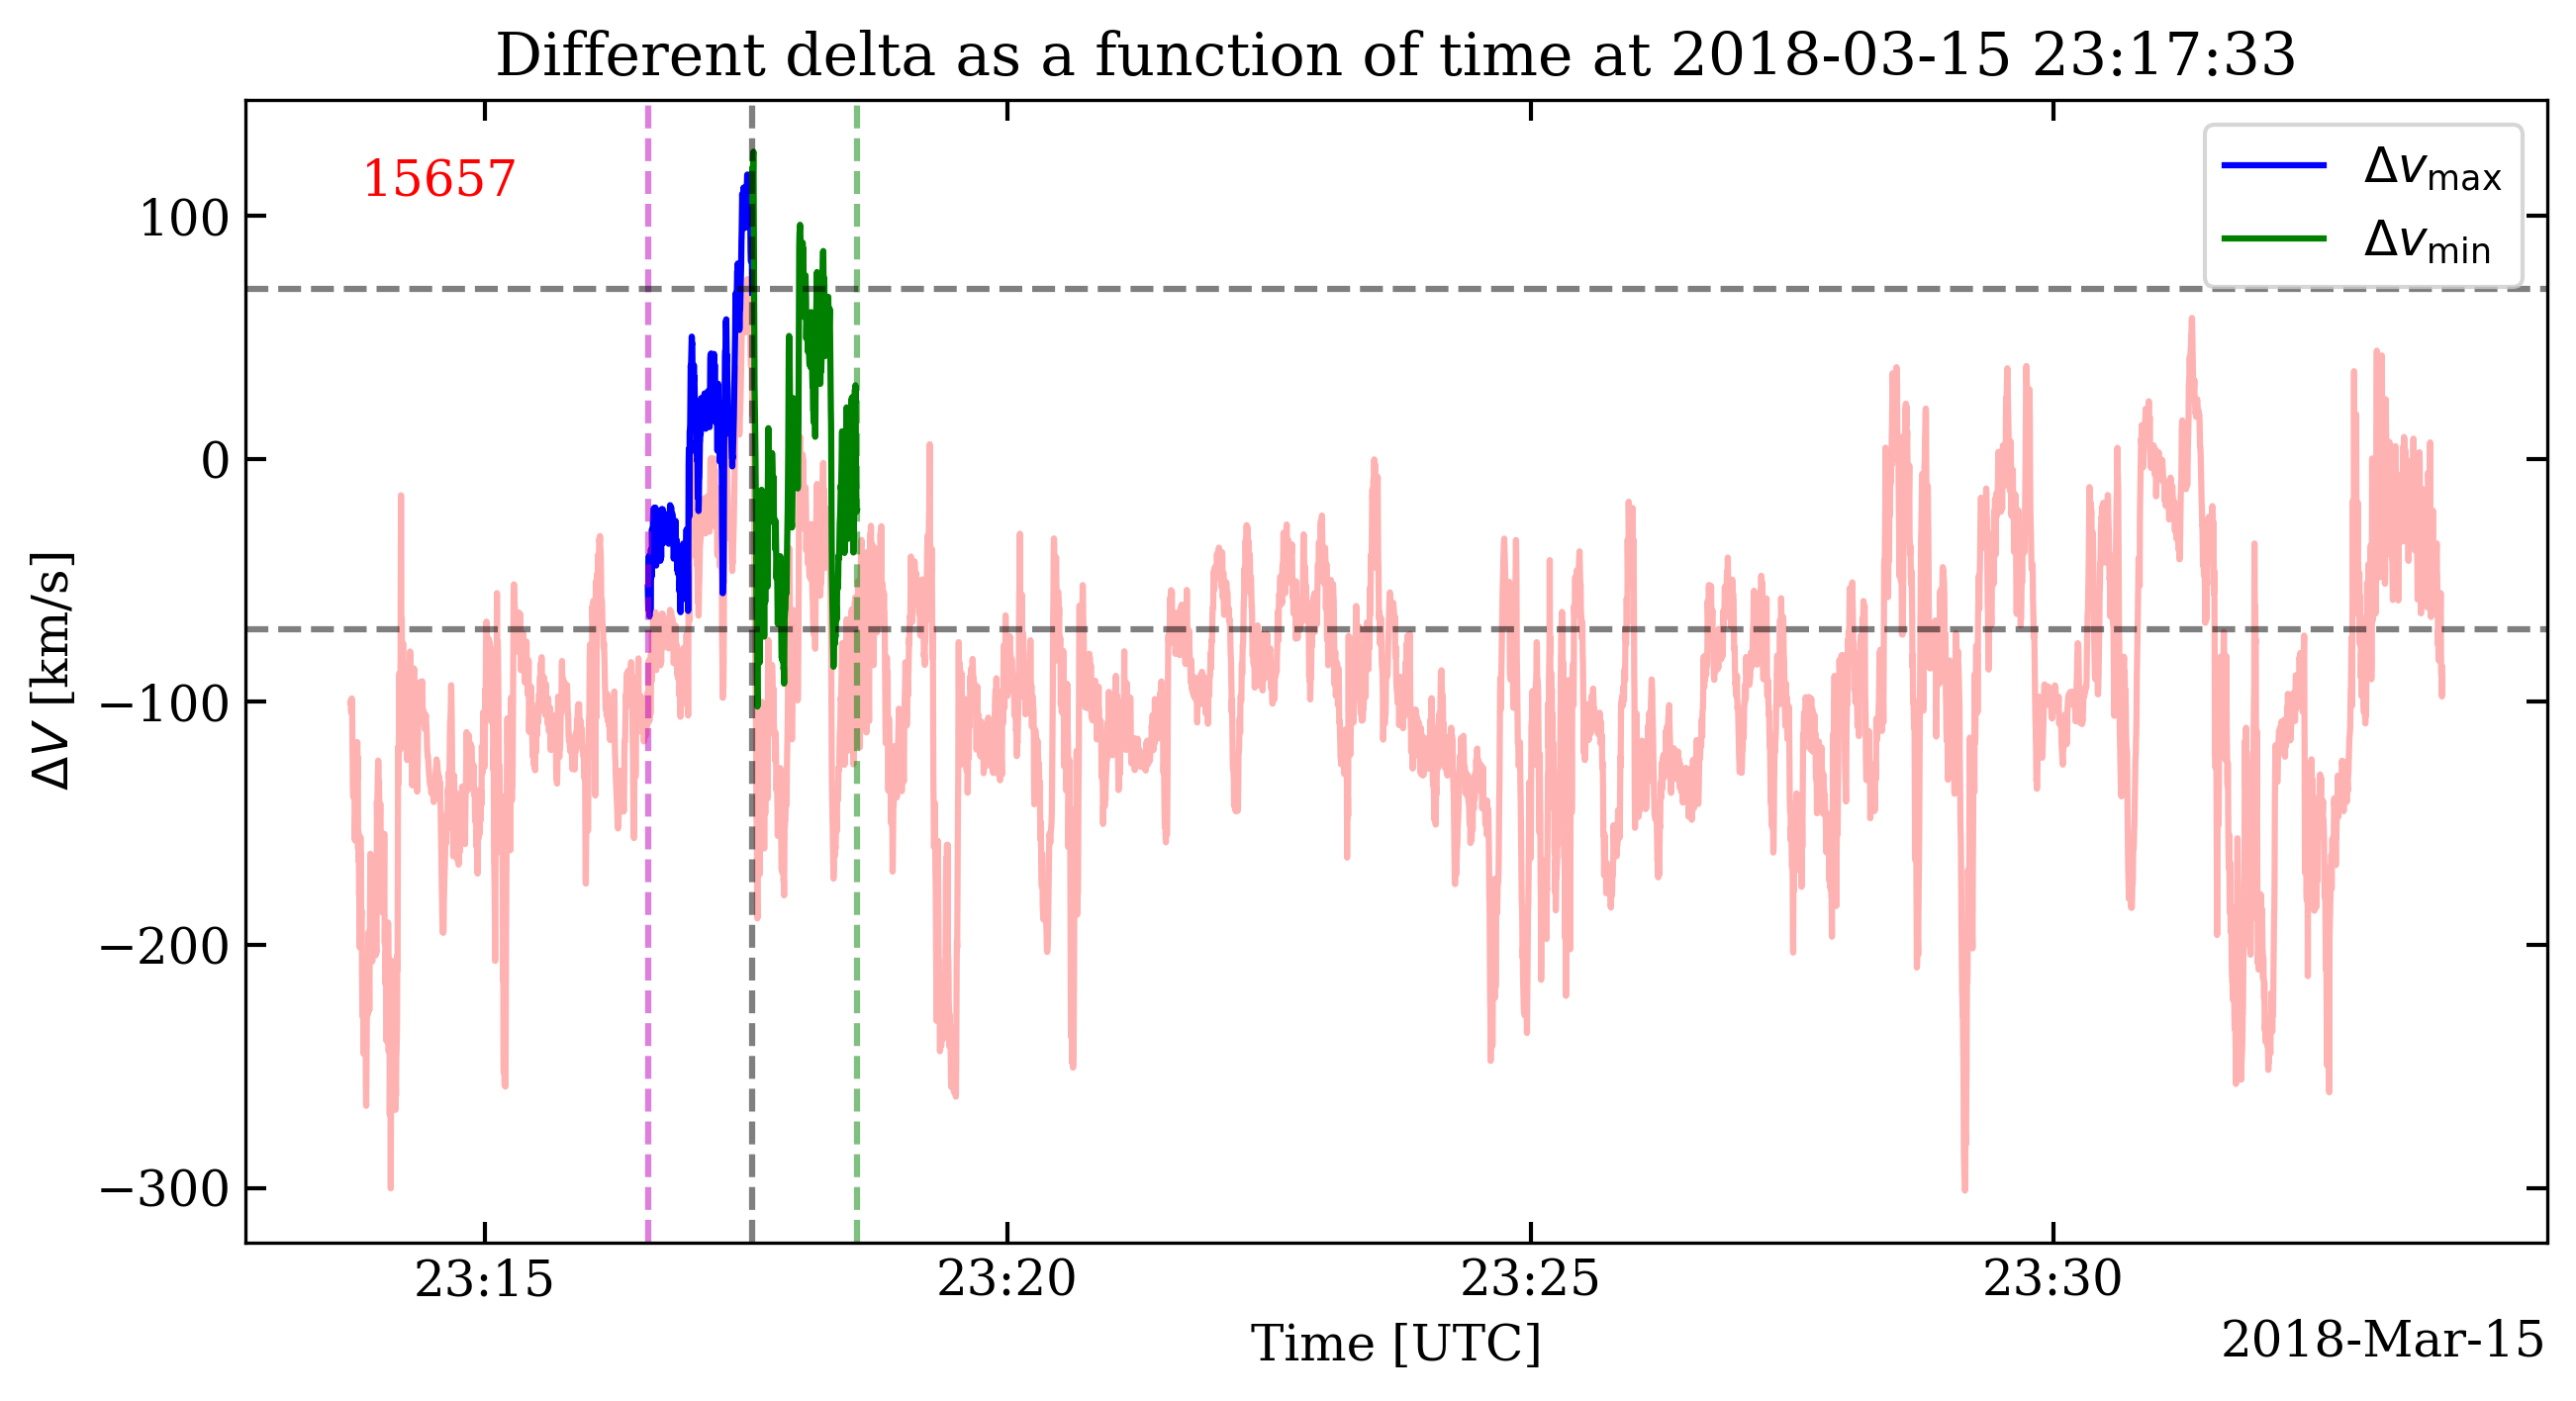 Different delta as a function of time at 2018-03-15 23:17:33
15657
Δv_max
Δv_min
100
0
−100
−200
−300
ΔV [km/s]
23:15
23:20
23:25
23:30
Time [UTC]
2018-Mar-15